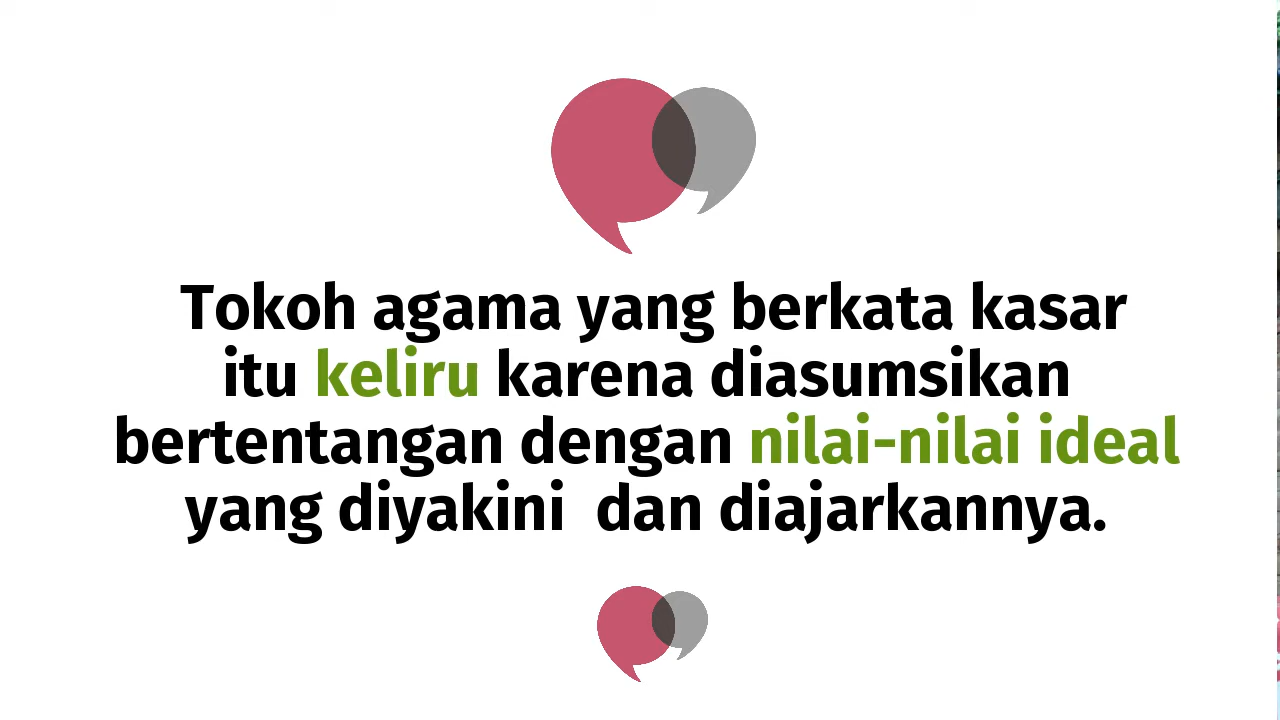 Tokoh agama yang berkata kasar
itu keliru karena diasumsikan
bertentangan dengan nilai-nilai ideal
yang diyakini  dan diajarkannya.